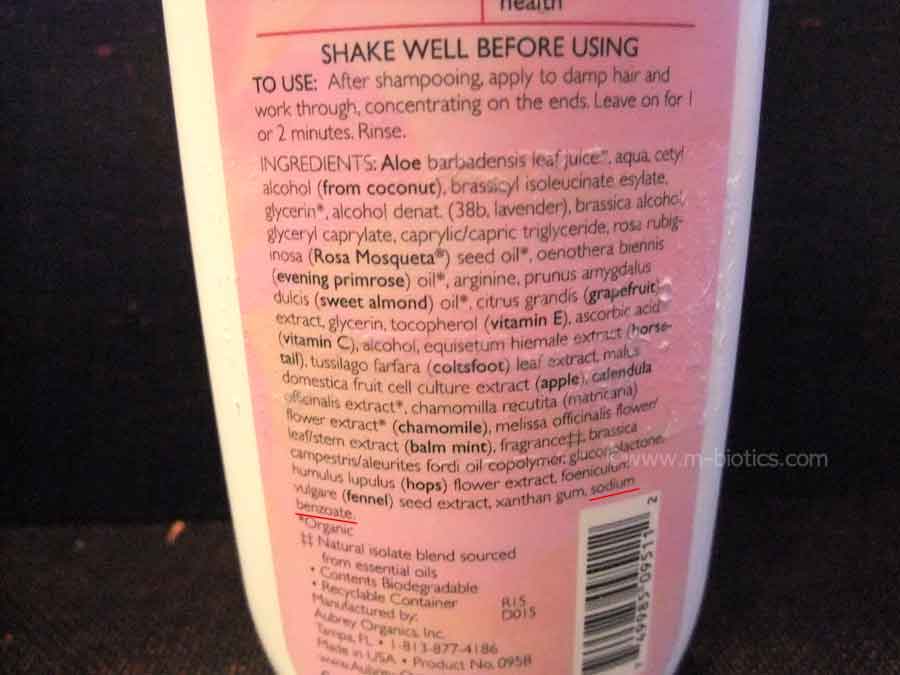 health
SHAKE WELL BEFORE USING
TO USE: After shampooing, apply to damp hair and
work through, concentrating on the ends. Leave on for 1
or 2 minutes. Rinse.
INGREDIENTS: Aloe barbadensis leaf juice*, aqua, cetyl
alcohol (from coconut), brassicyl isoleucinate esylate,
glycerin*, alcohol denat. (38b, lavender), brassica alcohol,
glyceryl caprylate, caprylic/capric triglyceride, rosa rubig-
inosa (Rosa Mosqueta®) seed oil*, oenothera biennis
(evening primrose) oil*, arginine, prunus amygdalus
dulcis (sweet almond) oil*, citrus grandis (grapefruit)
extract, glycerin, tocopherol (vitamin E), ascorbic acid
(vitamin C), alcohol, equisetum hiemale extract (horse-
tail), tussilago farfara (coltsfoot) leaf extract, malus
domestica fruit cell culture extract (apple), calendula
officinalis extract*, chamomilla recutita (matricaria)
flower extract* (chamomile), melissa officinalis flower/
leaf/stem extract (balm mint), fragrance‡‡, brassica
campestris/aleurites fordi oil copolymer, gluconolactone,
humulus lupulus (hops) flower extract, foeniculum
vulgare (fennel) seed extract, xanthan gum, sodium
benzoate.
*Organic
‡‡ Natural isolate blend sourced
from essential oils
• Contents Biodegradable
• Recyclable Container
Manufactured by: R15
Aubrey Organics, Inc. D015
Tampa, FL • 1-813-877-4186
Made in USA • Product No. 095B
www.Aubrey
7 49985 09511 2
www.m-biotics.com